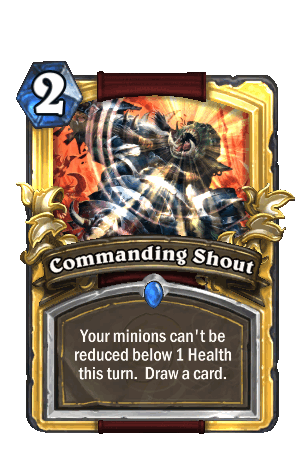 2
Commanding Shout
Your minions can't be
reduced below 1 Health
this turn. Draw a card.